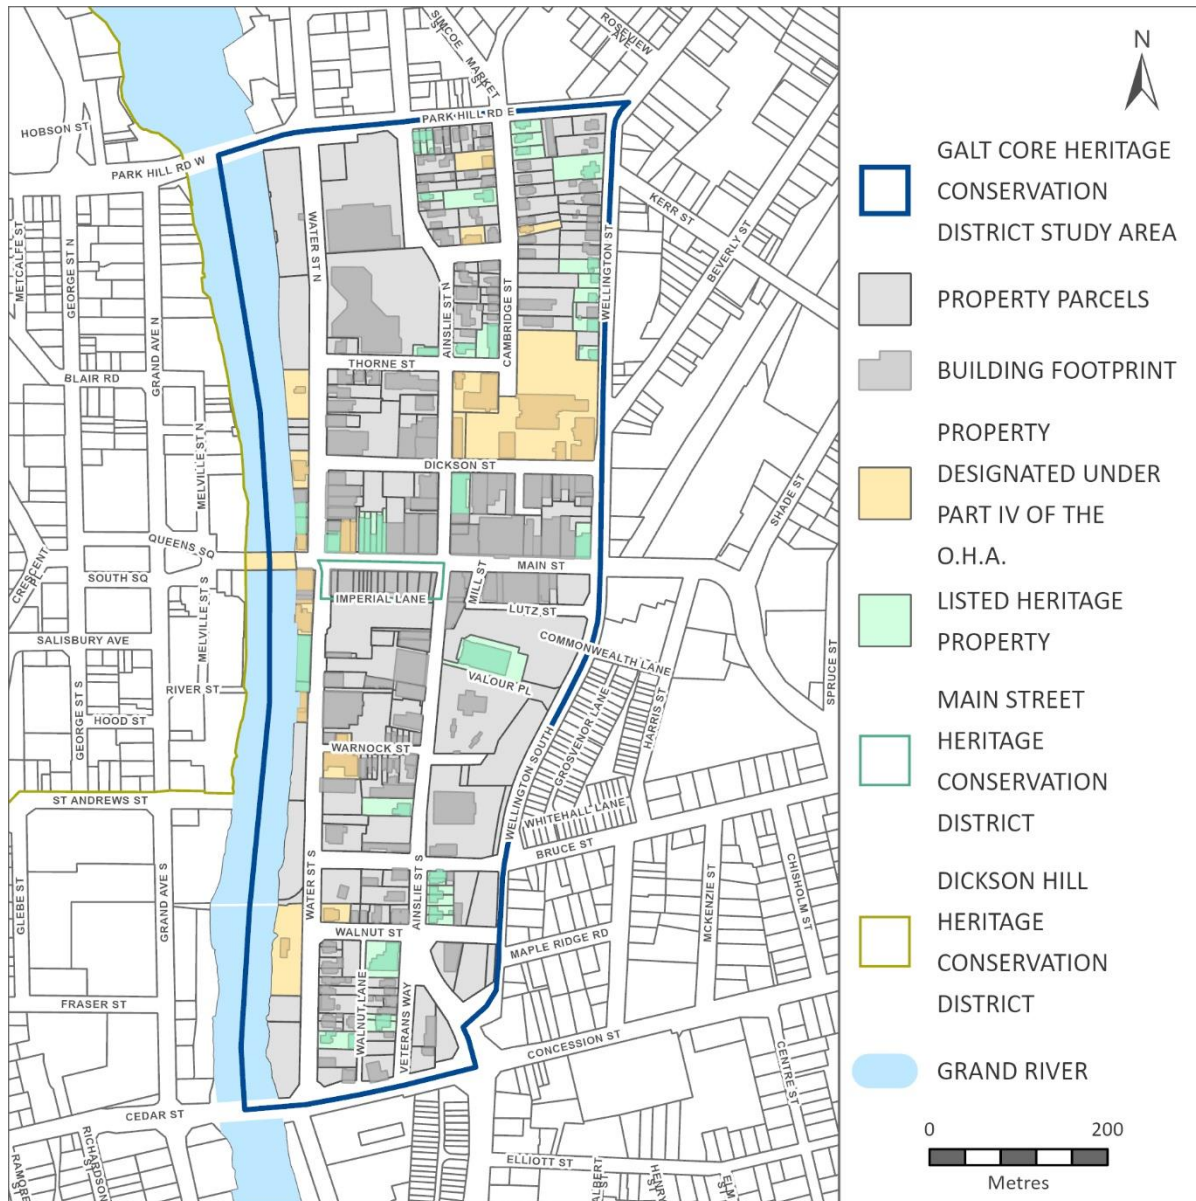 SIMCOE ST
MARKET ST
ROSEVIEW AVE
PARK HILL RD E
HOBSON ST
PARK HILL RD W
METCALFE ST
GEORGE ST N
GRAND AVE N
WATER ST N
AINSLIE ST N
CAMBRIDGE ST
WELLINGTON ST
KERR ST
BEVERLY ST
THORNE ST
BLAIR RD
MELVILLE ST N
DICKSON ST
SHADE ST
QUEENS SQ
CRESCENT PL
SOUTH SQ
MAIN ST
MILL ST
IMPERIAL LANE
LUTZ ST
MELVILLE ST S
SALISBURY AVE
COMMONWEALTH LANE
SPRUCE ST
VALOUR PL
RIVER ST
GEORGE ST S
HOOD ST
GROSVENOR LANE
HARRIS ST
WARNOCK ST
WELLINGTON SOUTH
ST ANDREWS ST
WHITEHALL LANE
BRUCE ST
GLEBE ST
GRAND AVE S
WATER ST S
AINSLIE ST S
MCKENZIE ST
CHISHOLM ST
WALNUT ST
MAPLE RIDGE RD
FRASER ST
WALNUT LANE
VETERANS WAY
CONCESSION ST
CENTRE ST
CEDAR ST
RICHARDSON ST
RAMORE ST
ELLIOTT ST
ALBERT ST
HENRY ST
ELM ST
N
GALT CORE HERITAGE
CONSERVATION
DISTRICT STUDY AREA
PROPERTY PARCELS
BUILDING FOOTPRINT
PROPERTY
DESIGNATED UNDER
PART IV OF THE
O.H.A.
LISTED HERITAGE
PROPERTY
MAIN STREET
HERITAGE
CONSERVATION
DISTRICT
DICKSON HILL
HERITAGE
CONSERVATION
DISTRICT
GRAND RIVER
0 200
Metres